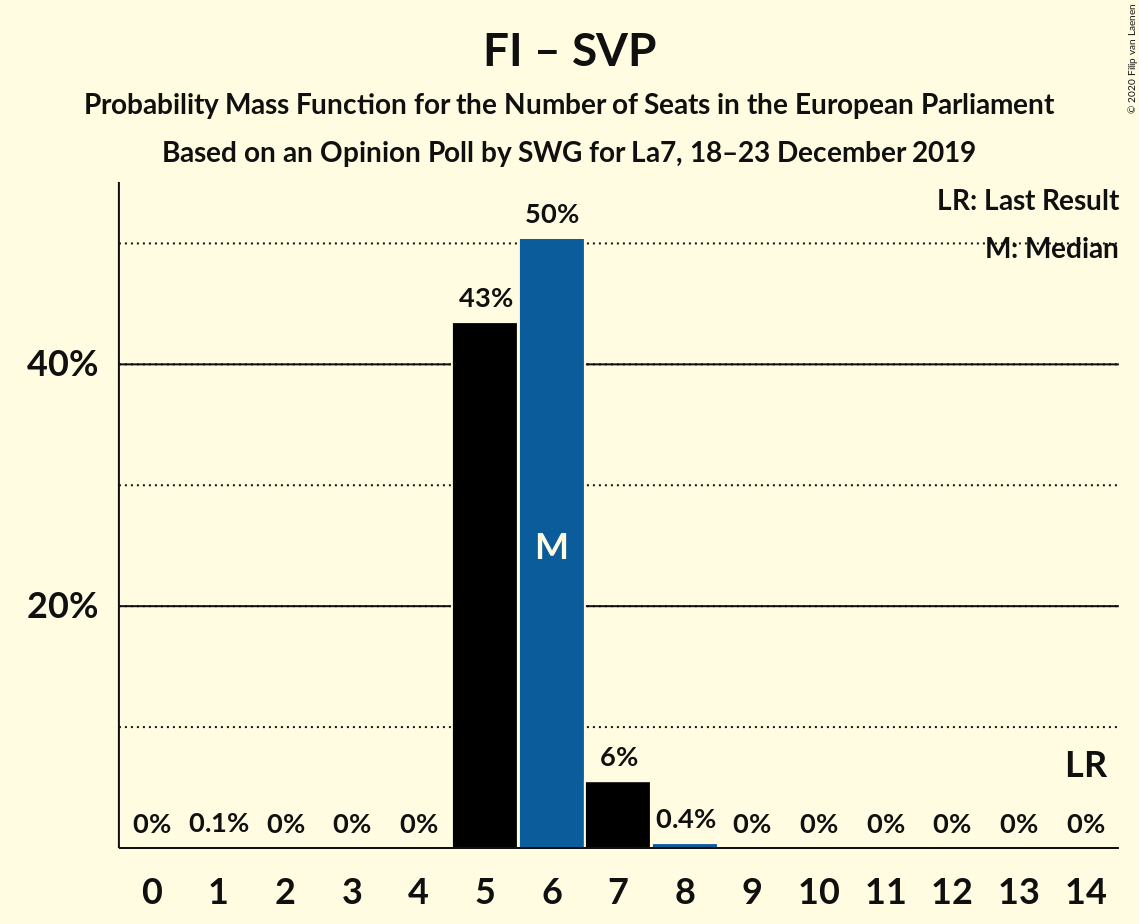 FI – SVP
Probability Mass Function for the Number of Seats in the European Parliament
Based on an Opinion Poll by SWG for La7, 18–23 December 2019
© 2020 Filip van Laenen
LR: Last Result
M: Median
50%
43%
40%
M
20%
6%
LR
0% 0.1% 0% 0% 0% 0.4% 0% 0% 0% 0% 0% 0%
0 1 2 3 4 5 6 7 8 9 10 11 12 13 14